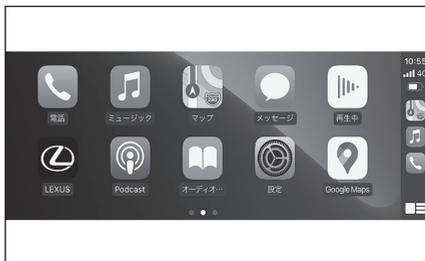 10:55
4G
電話
ミュージック
マップ
メッセージ
再生中
LEXUS
Podcast
オーディオ…
設定
Google Maps